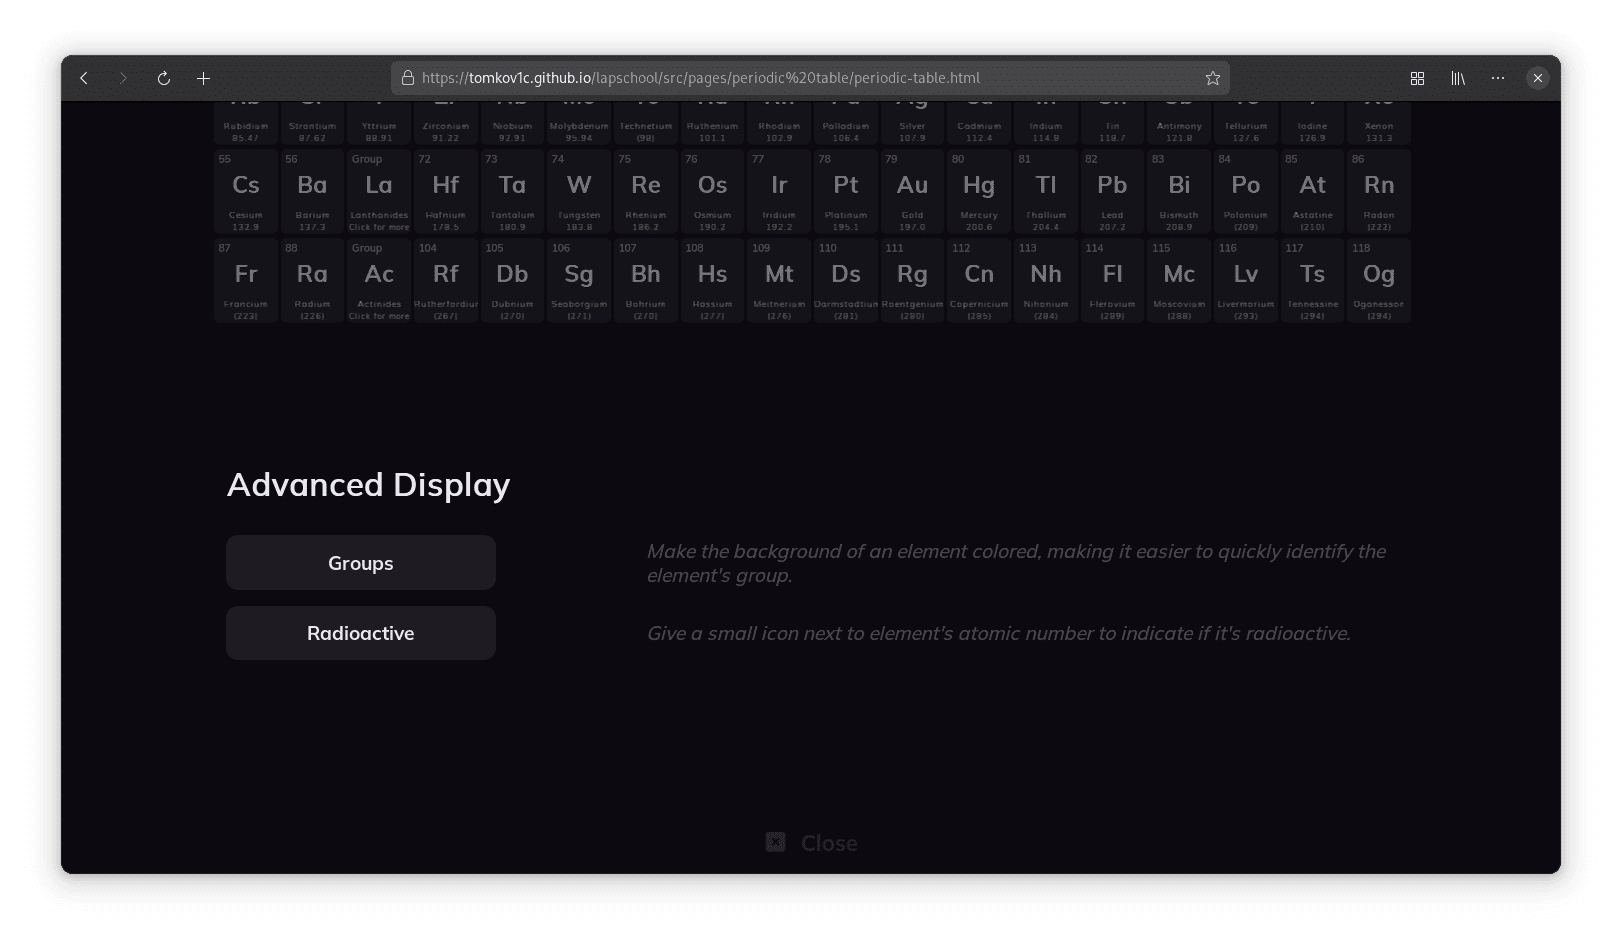 https://tomkov1c.github.io/lapschool/src/pages/periodic%20table/periodic-table.html
Rubidium Strontium Yttrium Zirconium Niobium Molybdenum Technetium Ruthenium Rhodium Palladium Silver Cadmium Indium Tin Antimony Tellurium Iodine Xenon
85.47 87.62 88.91 91.22 92.91 95.94 (98) 101.1 102.9 106.4 107.9 112.4 114.8 118.7 121.8 127.6 126.9 131.3
55 56 Group 72 73 74 75 76 77 78 79 80 81 82 83 84 85 86
Cs Ba La Hf Ta W Re Os Ir Pt Au Hg Tl Pb Bi Po At Rn
Cesium Barium Lanthanides Hafnium Tantalum Tungsten Rhenium Osmium Iridium Platinum Gold Mercury Thallium Lead Bismuth Polonium Astatine Radon
132.9 137.3 Click for more 178.5 180.9 183.8 186.2 190.2 192.2 195.1 197.0 200.6 204.4 207.2 208.9 (209) (210) (222)
87 88 Group 104 105 106 107 108 109 110 111 112 113 114 115 116 117 118
Fr Ra Ac Rf Db Sg Bh Hs Mt Ds Rg Cn Nh Fl Mc Lv Ts Og
Francium Radium Actinides Rutherfordiur Dubnium Seaborgium Bohrium Hassium Meitnerium Darmstadtiun Roentgenium Copernicium Nihonium Flerovium Moscovium Livermorium Tennessine Oganesson
(223) (226) Click for more (267) (270) (271) (270) (277) (276) (281) (280) (285) (284) (289) (288) (293) (294) (294)
Advanced Display
Groups
Make the background of an element colored, making it easier to quickly identify the
element's group.
Radioactive
Give a small icon next to element's atomic number to indicate if it's radioactive.
Close